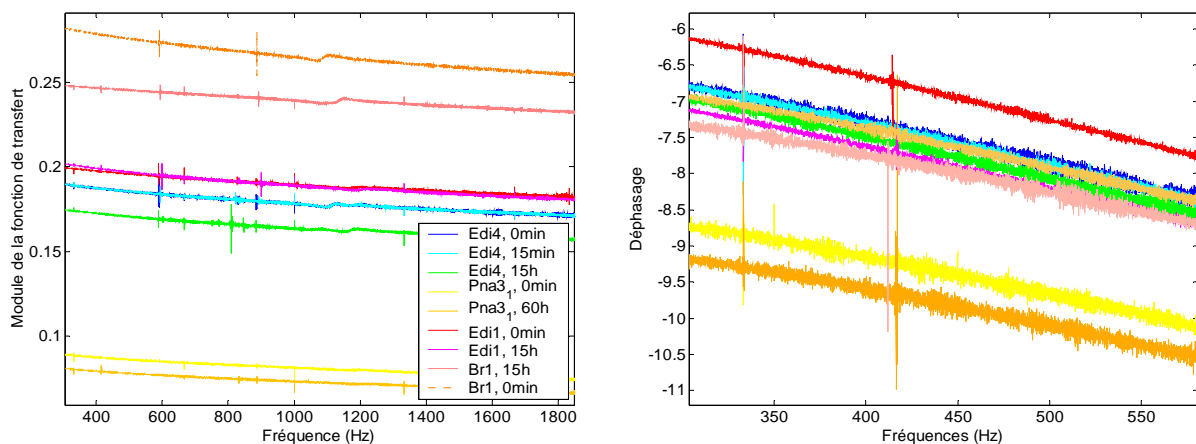 Module de la fonction de transfert
0.25
0.2
0.15
0.1
400 600 800 1000 1200 1400 1600 1800
Fréquence (Hz)
Edi4, 0min
Edi4, 15min
Edi4, 15h
Pna3₁, 0min
Pna3₁, 60h
Edi1, 0min
Edi1, 15h
Br1, 15h
Br1, 0min
Déphasage
-6
-6.5
-7
-7.5
-8
-8.5
-9
-9.5
-10
-10.5
-11
350 400 450 500 550
Fréquences (Hz)